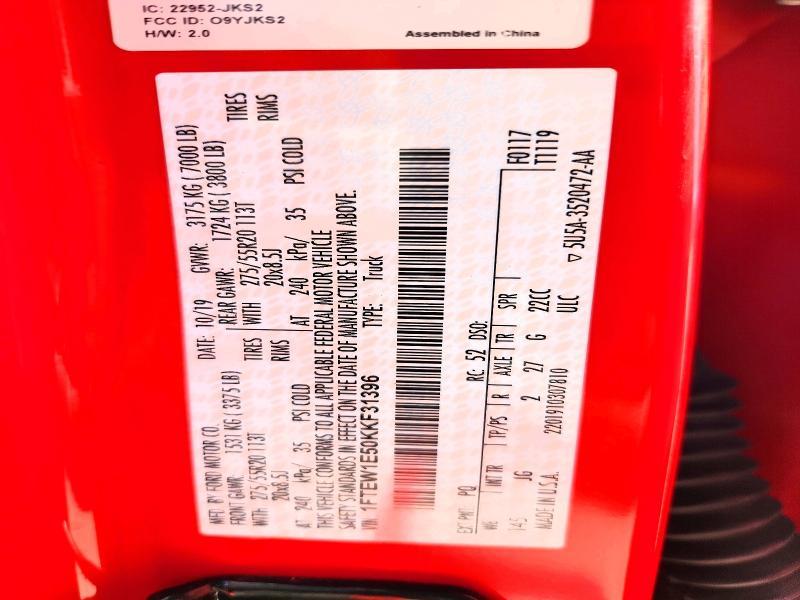 IC: 22952-JKS2
FCC ID: O9YJKS2
H/W: 2.0
Assembled in China
MFD. BY FORD MOTOR CO.
DATE: 10/19 GVWR: 3175 KG ( 7000 LB)
FRONT GAWR: 1531 KG ( 3375 LB) REAR GAWR: 1724 KG ( 3800 LB)
WITH 275/55R20 113T TIRES WITH 275/55R20 113T TIRES
20x8.5J RIMS 20x8.5J RIMS
AT 240 kPa/ 35 PSI COLD AT 240 kPa/ 35 PSI COLD
THIS VEHICLE CONFORMS TO ALL APPLICABLE FEDERAL MOTOR VEHICLE
SAFETY STANDARDS IN EFFECT ON THE DATE OF MANUFACTURE SHOWN ABOVE.
VIN: 1FTEW1E50KKF31396 TYPE: Truck
EXT PNT: PQ RC: 52 DSO:
WB INT TR TP/PS R AXLE TR SPR F0117
145 JG 2 27 G 22CC T1119
MADE IN U.S.A. 2201910307810 ULC
▽ 5U5A-3520472-AA